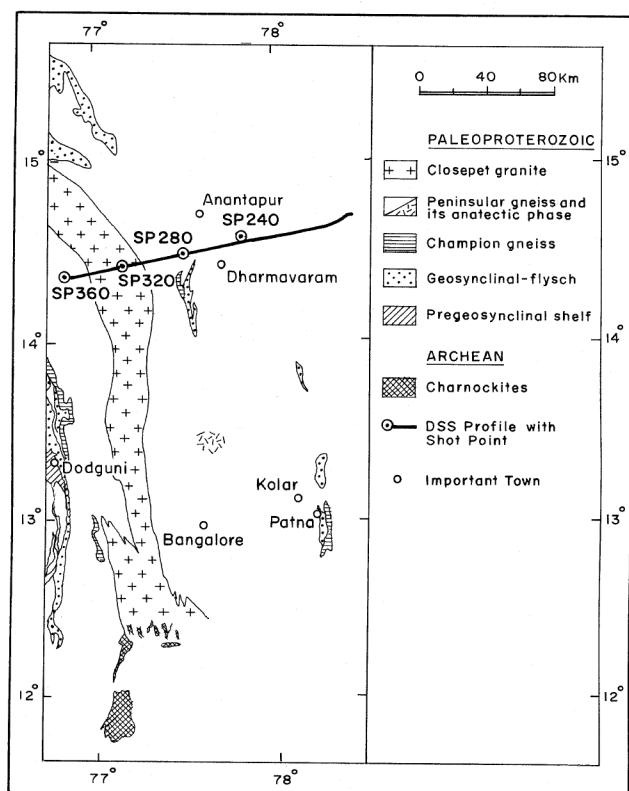 77° 78°
0 40 80 Km
PALEOPROTEROZOIC
15° 15°
Closepet granite
Anantapur
Peninsular gneiss and
its anatectic phase
SP240
SP280
Champion gneiss
Dharmavaram
Geosynclinal-flysch
SP320
SP360
Pregeosynclinal shelf
14° 14°
ARCHEAN
Charnockites
DSS Profile with
Shot Point
Dodguni
Important Town
Kolar
Patna
13° 13°
Bangalore
12° 12°
77° 78°